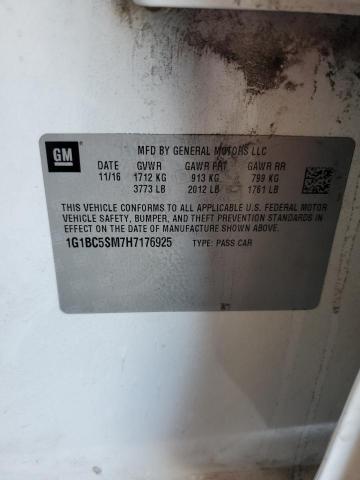 GM
MFD BY GENERAL MOTORS LLC
DATE GVWR GAWR FRT GAWR RR
11/16 1712 KG 913 KG 799 KG
3773 LB 2012 LB 1761 LB
THIS VEHICLE CONFORMS TO ALL APPLICABLE U.S. FEDERAL MOTOR
VEHICLE SAFETY, BUMPER, AND THEFT PREVENTION STANDARDS IN
EFFECT ON THE DATE OF MANUFACTURE SHOWN ABOVE.
1G1BC5SM7H7176925 TYPE: PASS CAR